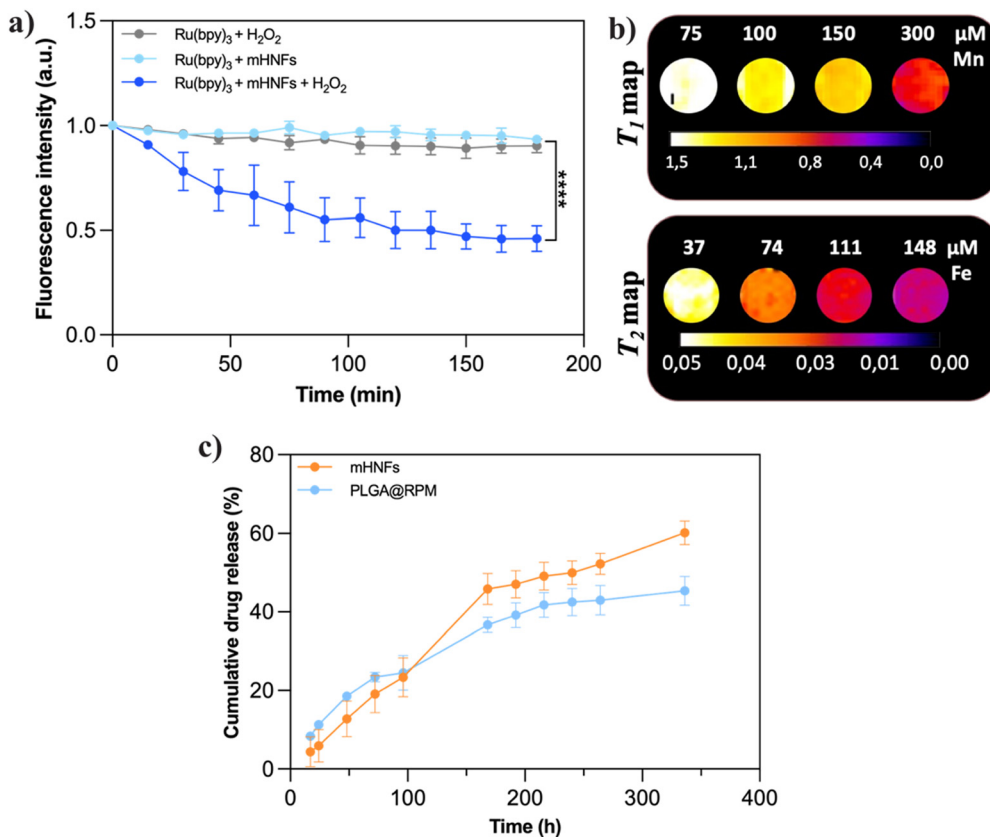 a)
Fluorescence intensity (a.u.)
1.5
1.0
0.5
0.0
Ru(bpy)₃ + H₂O₂
Ru(bpy)₃ + mHNFs
Ru(bpy)₃ + mHNFs + H₂O₂
****
0 50 100 150 200
Time (min)
b)
T₁ map
75 100 150 300 µM
Mn
1,5 1,1 0,8 0,4 0,0
T₂ map
37 74 111 148 µM
Fe
0,05 0,04 0,03 0,01 0,00
c)
Cumulative drug release (%)
80
60
40
20
0
mHNFs
PLGA@RPM
0 100 200 300 400
Time (h)